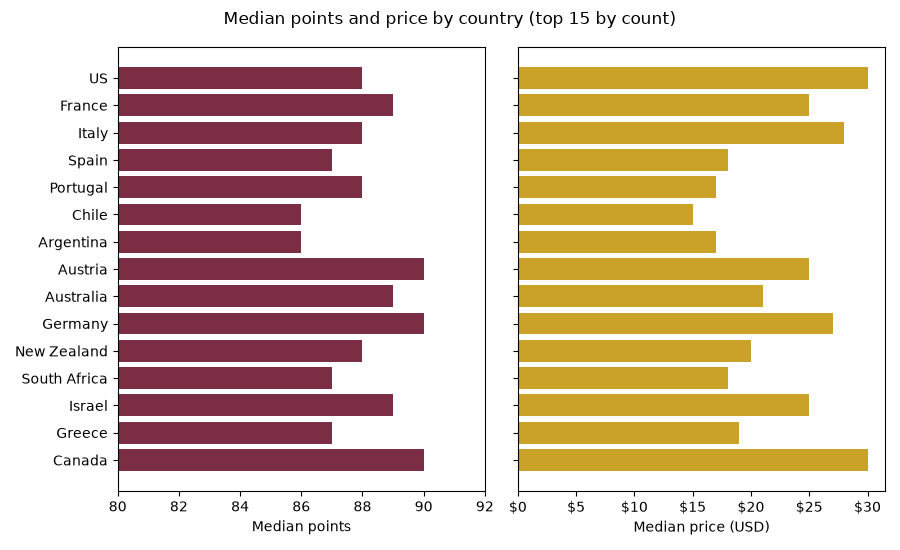 Median points and price by country (top 15 by count)
US
France
Italy
Spain
Portugal
Chile
Argentina
Austria
Australia
Germany
New Zealand
South Africa
Israel
Greece
Canada
80 82 84 86 88 90 92
Median points
$0 $5 $10 $15 $20 $25 $30
Median price (USD)